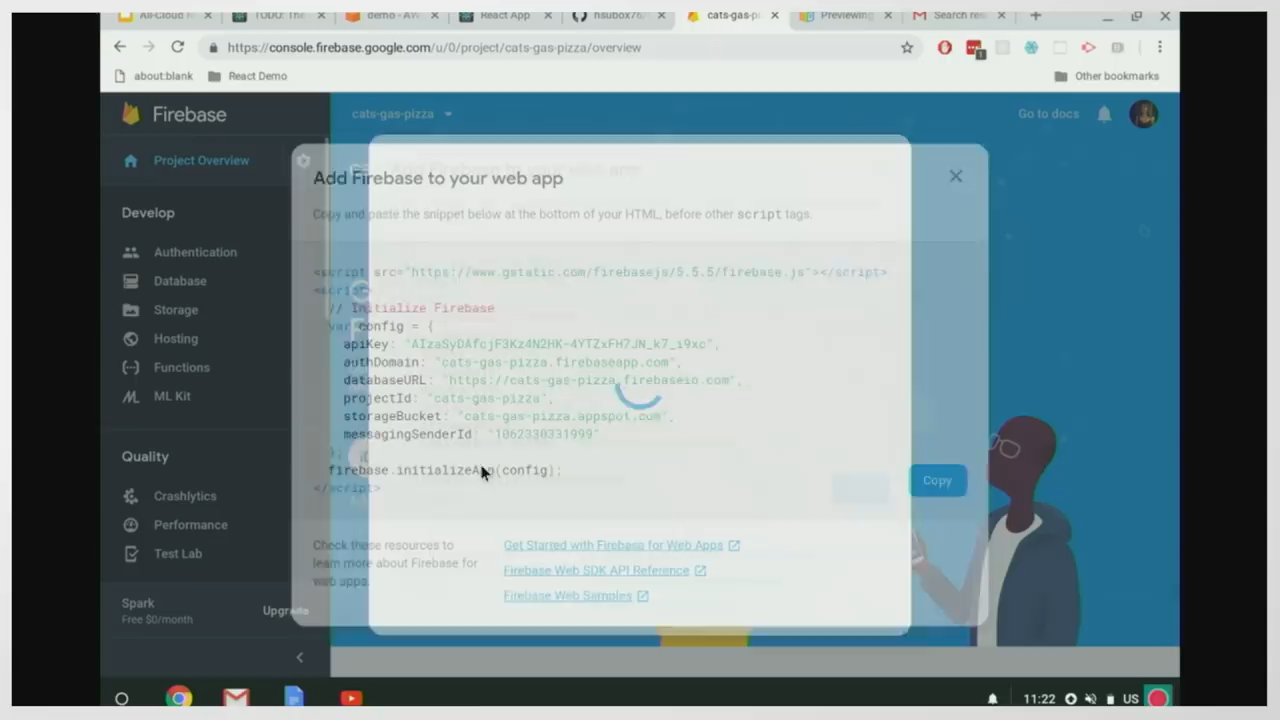 All-Cloud
TODO: The
demo - AW
React App
hsubox76
cats-gas-pi
Previewing
Search res
https://console.firebase.google.com/u/0/project/cats-gas-pizza/overview
about:blank
React Demo
Other bookmarks
Firebase
cats-gas-pizza
Go to docs
Project Overview
Add Firebase to your web app
Copy and paste the snippet below at the bottom of your HTML, before other script tags.
Develop
Authentication
Database
Storage
Hosting
Functions
ML Kit
<script src="https://www.gstatic.com/firebasejs/5.5.5/firebase.js"></script>
<script>
// Initialize Firebase
var config = {
apiKey: "AIzaSyDAfcjF3Kz4N2HK-4YTZxFH7JN_k7_i9xc",
authDomain: "cats-gas-pizza.firebaseapp.com",
databaseURL: "https://cats-gas-pizza.firebaseio.com",
projectId: "cats-gas-pizza",
storageBucket: "cats-gas-pizza.appspot.com",
messagingSenderId: "1062330331999"
};
firebase.initializeApp(config);
</script>
Copy
Quality
Crashlytics
Performance
Test Lab
Check these resources to
learn more about Firebase for
web apps.
Get Started with Firebase for Web Apps
Firebase Web SDK API Reference
Firebase Web Samples
Spark
Free $0/month
Upgrade
11:22
US